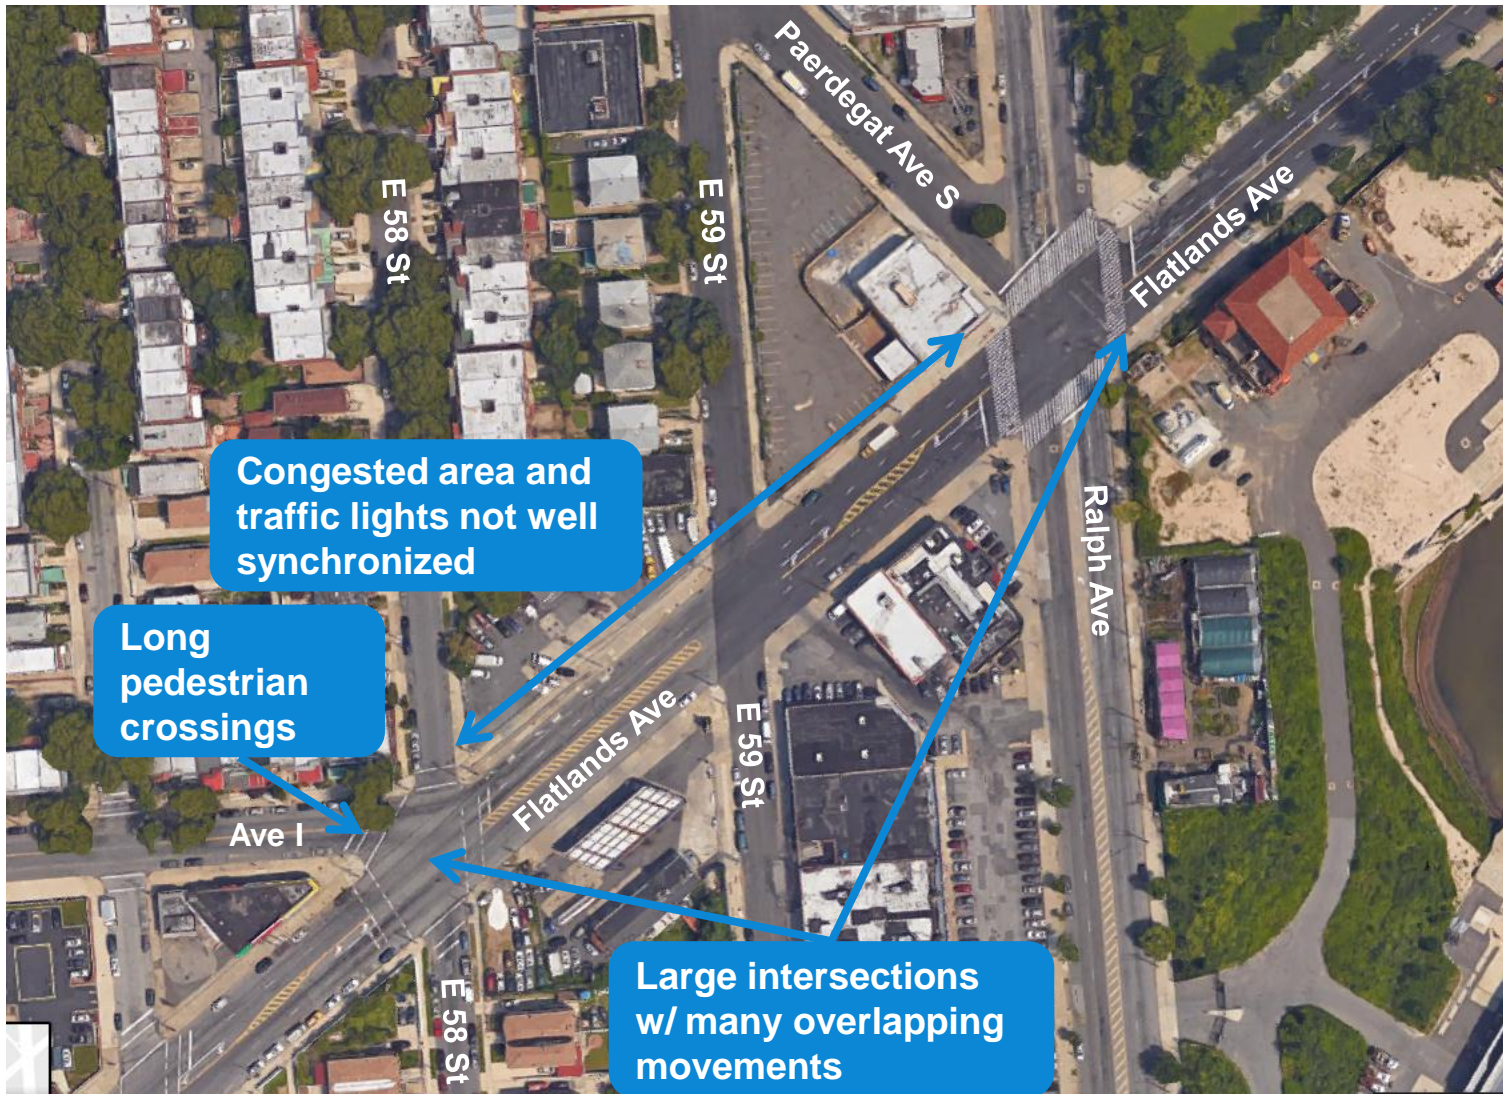 Paerdegat Ave S
E 58 St
E 59 St
Flatlands Ave
Congested area and
traffic lights not well
synchronized
Ralph Ave
Long
pedestrian
crossings
Flatlands Ave
E 59 St
Ave I
Large intersections
w/ many overlapping
movements
E 58 St